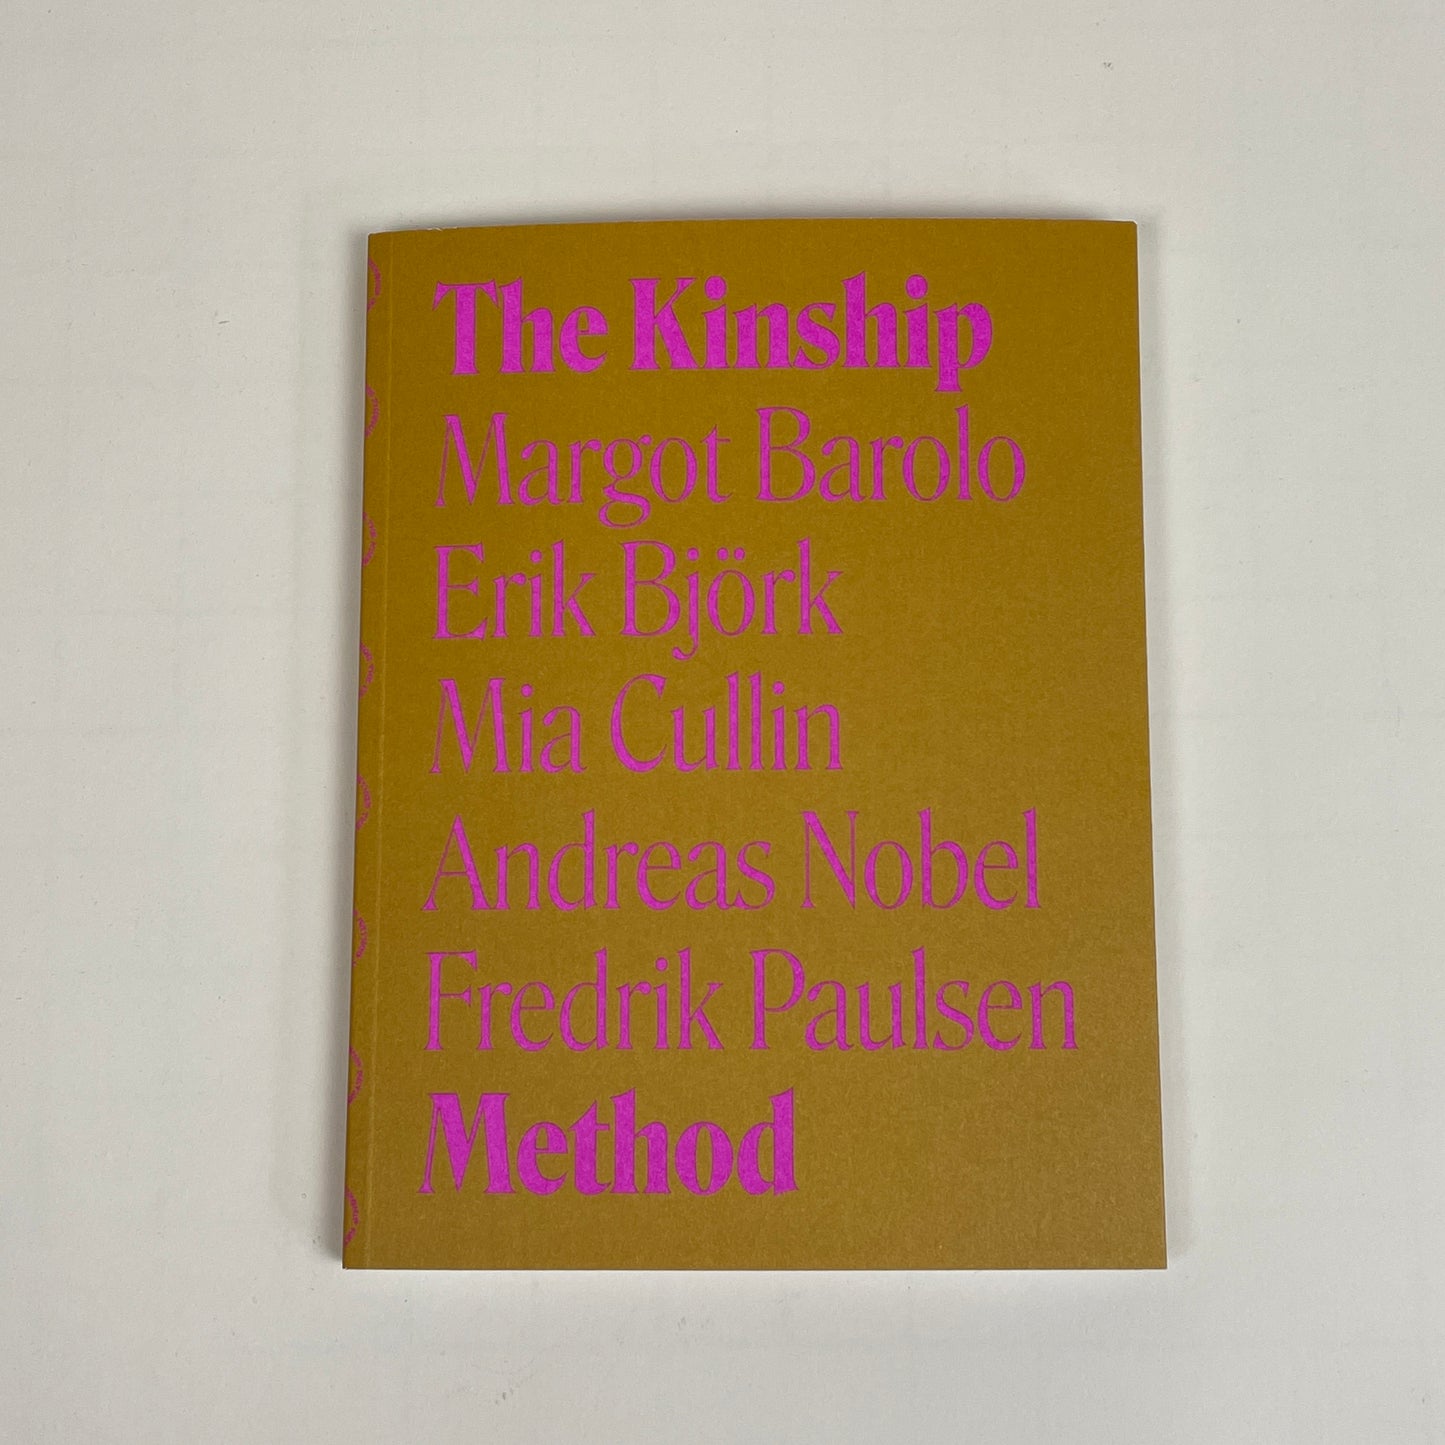 The Kinship
Margot Barolo
Erik Björk
Mia Cullin
Andreas Nobel
Fredrik Paulsen
Method